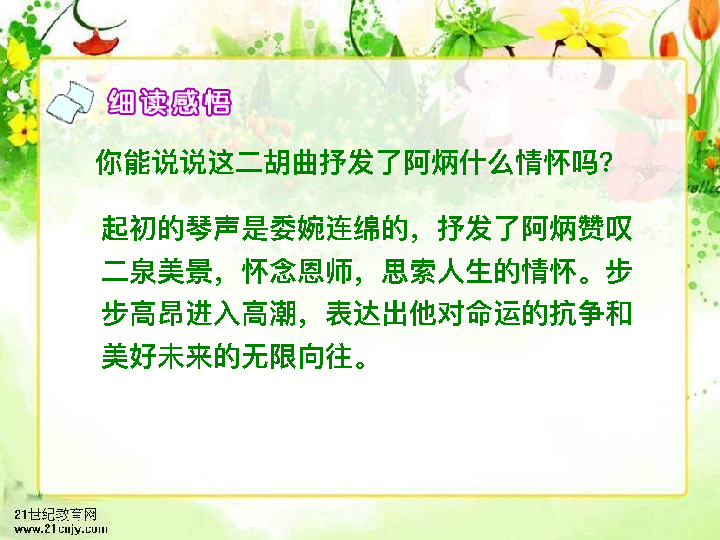 细读感悟
你能说说这二胡曲抒发了阿炳什么情怀吗?
起初的琴声是委婉连绵的，抒发了阿炳赞叹
二泉美景，怀念恩师，思索人生的情怀。步
步高昂进入高潮，表达出他对命运的抗争和
美好未来的无限向往。
21世纪教育网
www.21cnjy.com